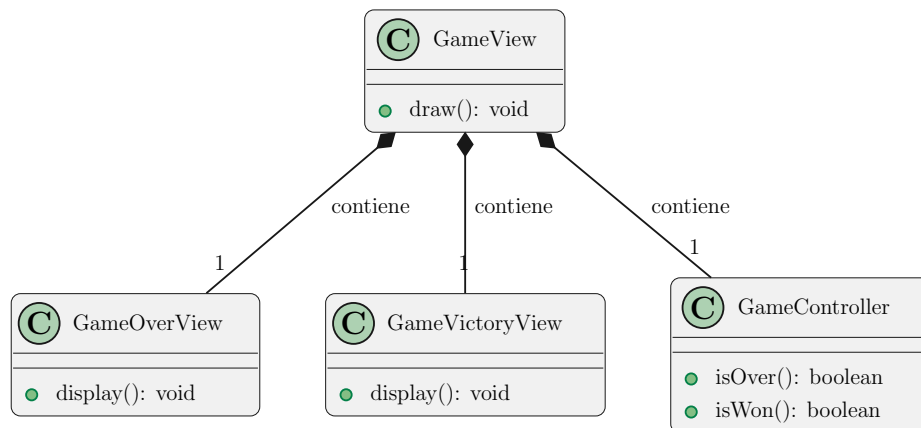 C GameView
draw(): void
contiene contiene contiene
1 1 1
C GameOverView
display(): void
C GameVictoryView
display(): void
C GameController
isOver(): boolean
isWon(): boolean